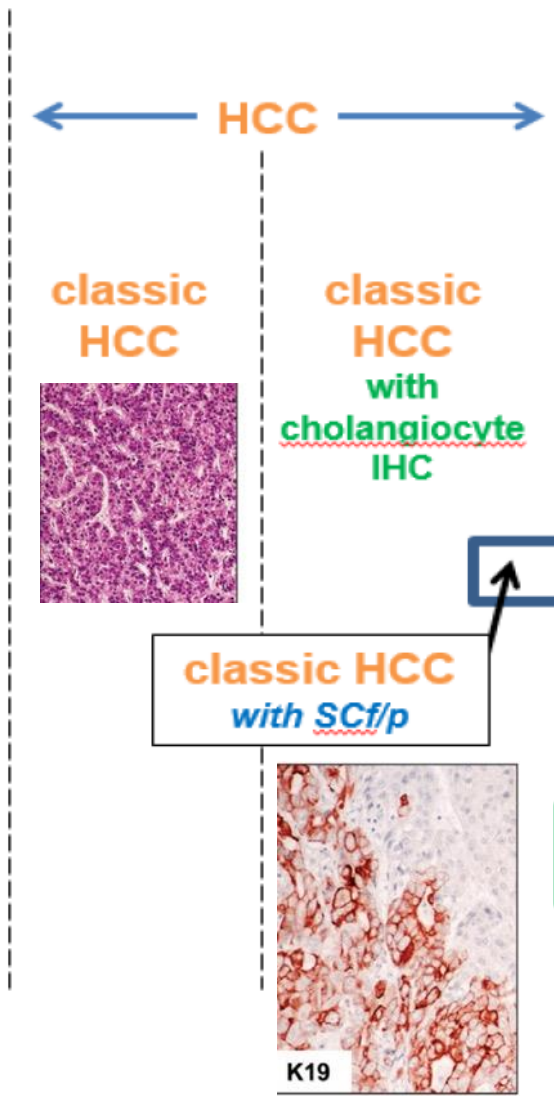 HCC
classic
HCC
classic
HCC
with
cholangiocyte
IHC
classic HCC
with SCf/p
K19